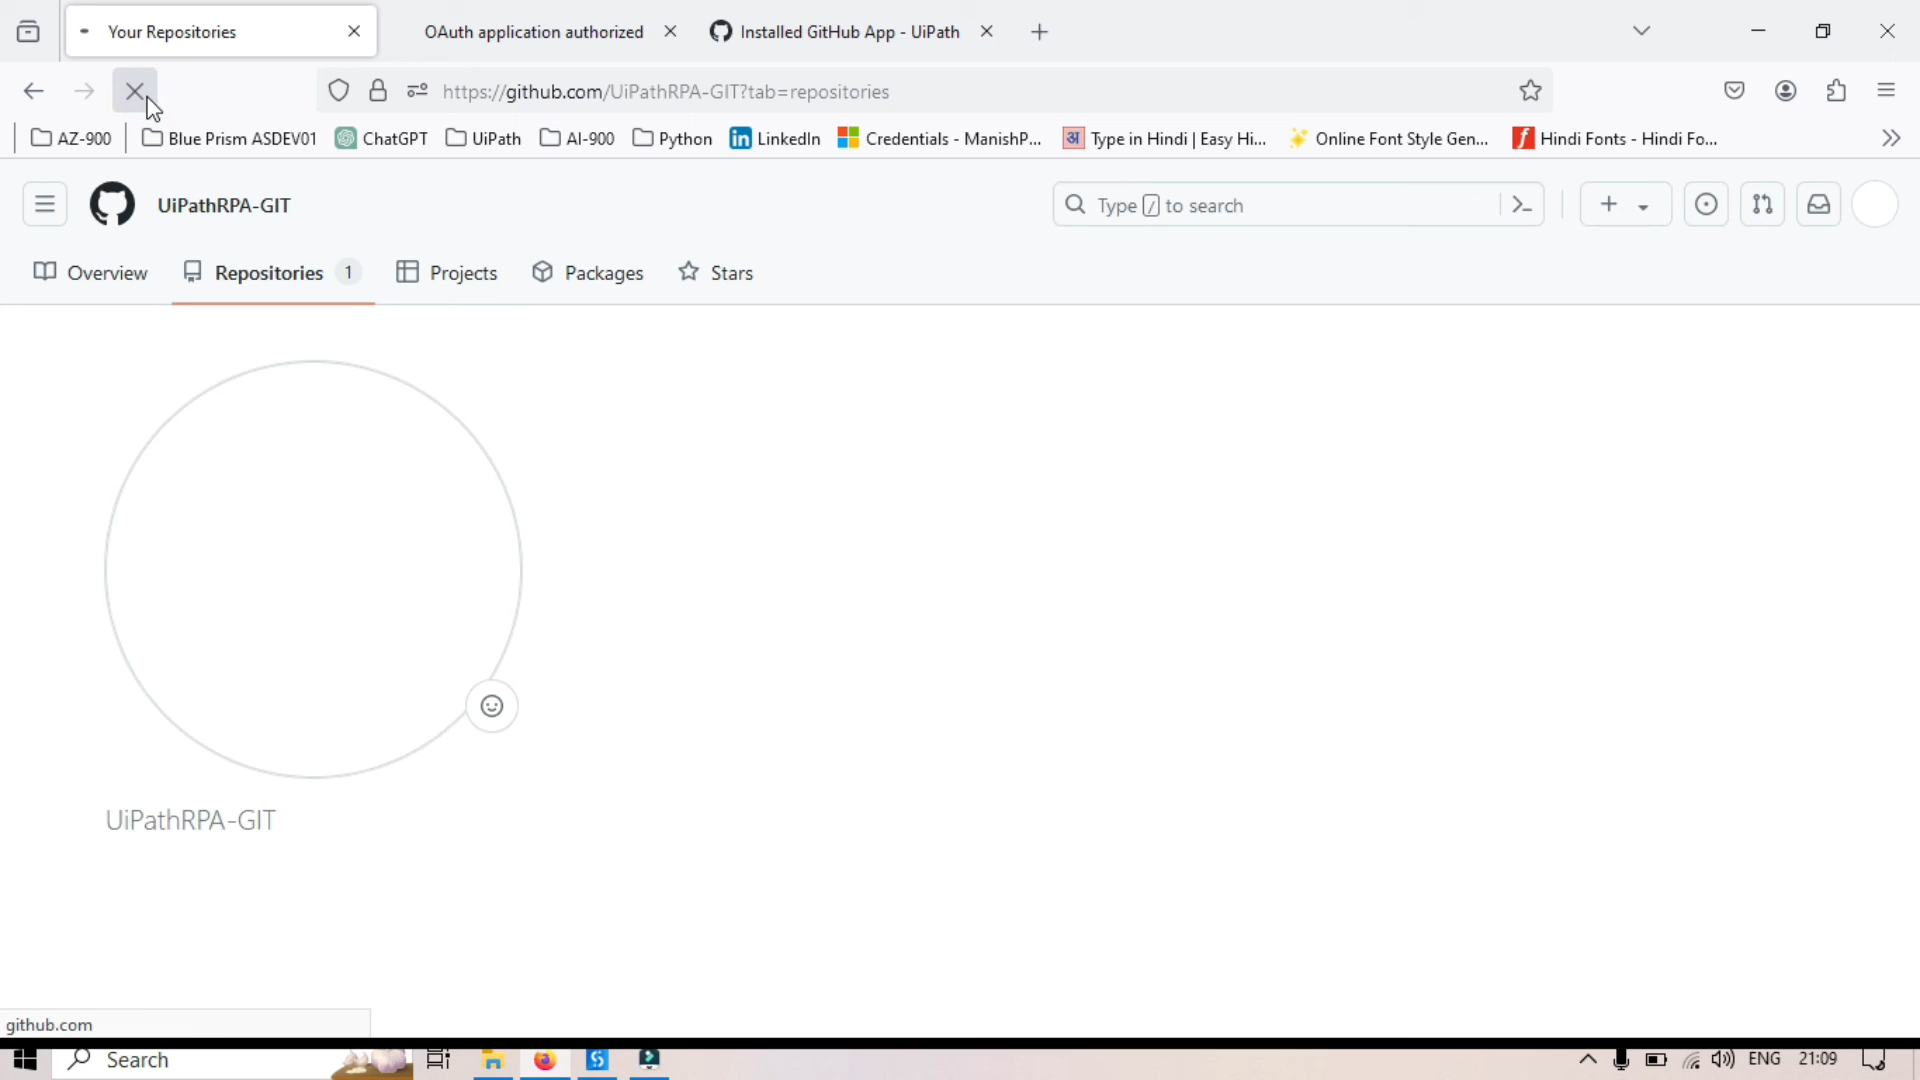 Your Repositories
OAuth application authorized
Installed GitHub App - UiPath
https://github.com/UiPathRPA-GIT?tab=repositories
AZ-900
Blue Prism ASDEV01
ChatGPT
UiPath
AI-900
Python
LinkedIn
Credentials - ManishP...
अ
Type in Hindi | Easy Hi...
Online Font Style Gen...
Hindi Fonts - Hindi Fo...
UiPathRPA-GIT
Type / to search
Overview
Repositories 1
Projects
Packages
Stars
UiPathRPA-GIT
github.com
Search
ENG
21:09